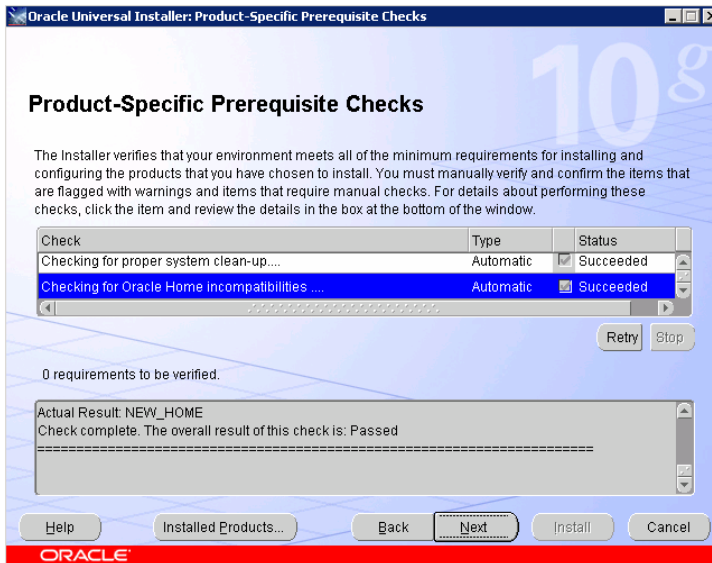 Oracle Universal Installer: Product-Specific Prerequisite Checks
10g
Product-Specific Prerequisite Checks
The Installer verifies that your environment meets all of the minimum requirements for installing and
configuring the products that you have chosen to install. You must manually verify and confirm the items that
are flagged with warnings and items that require manual checks. For details about performing these
checks, click the item and review the details in the box at the bottom of the window.
Check Type Status
Checking for proper system clean-up.... Automatic Succeeded
Checking for Oracle Home incompatibilities .... Automatic Succeeded
Retry Stop
0 requirements to be verified.
Actual Result: NEW_HOME
Check complete. The overall result of this check is: Passed
========================================================================
Help Installed Products... Back Next Install Cancel
ORACLE